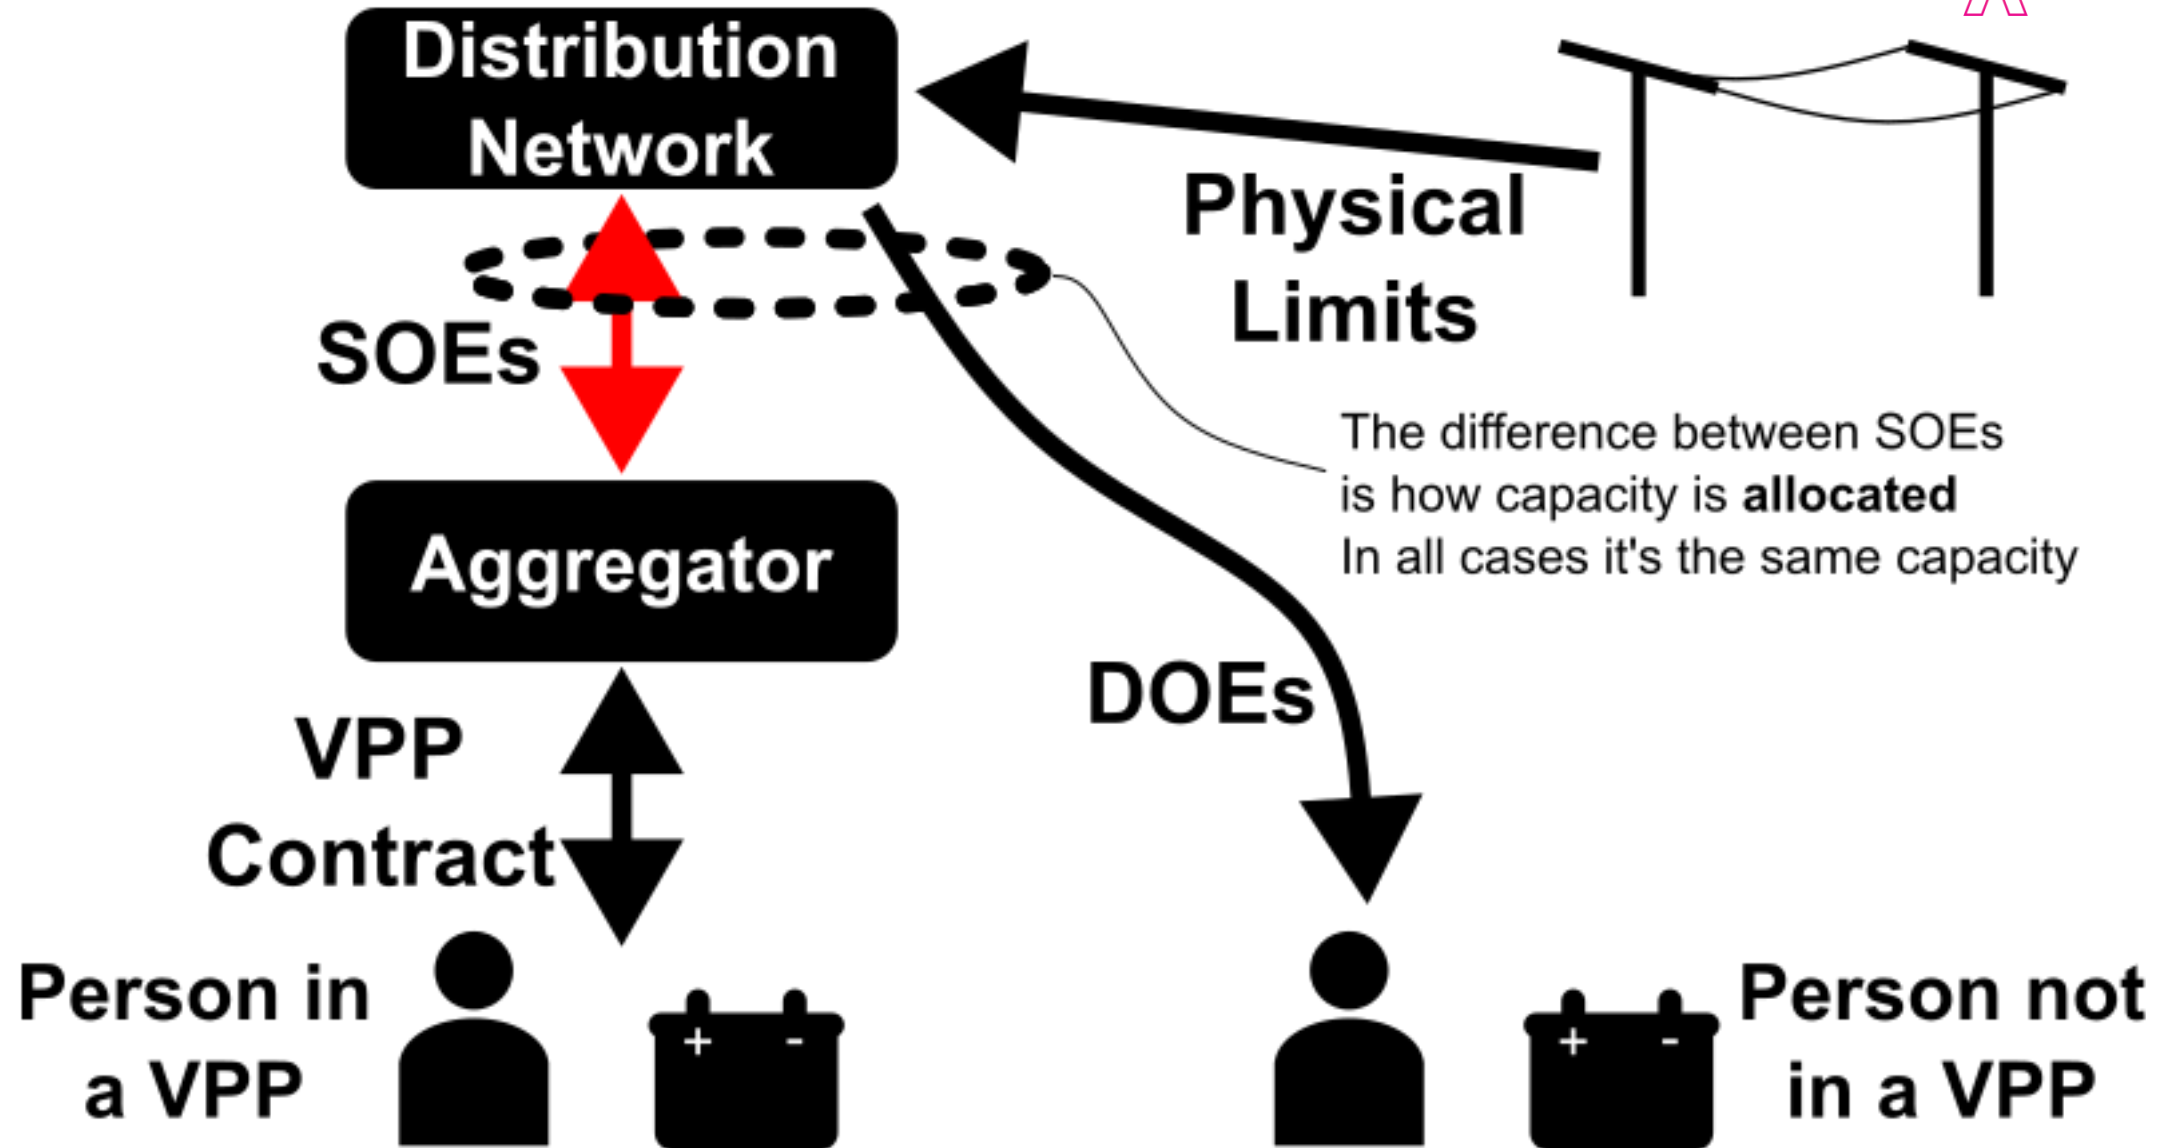 Distribution
Network
Physical
Limits
SOEs
The difference between SOEs
is how capacity is allocated
In all cases it's the same capacity
Aggregator
DOEs
VPP
Contract
Person in
a VPP
+ -
+ -
Person not
in a VPP